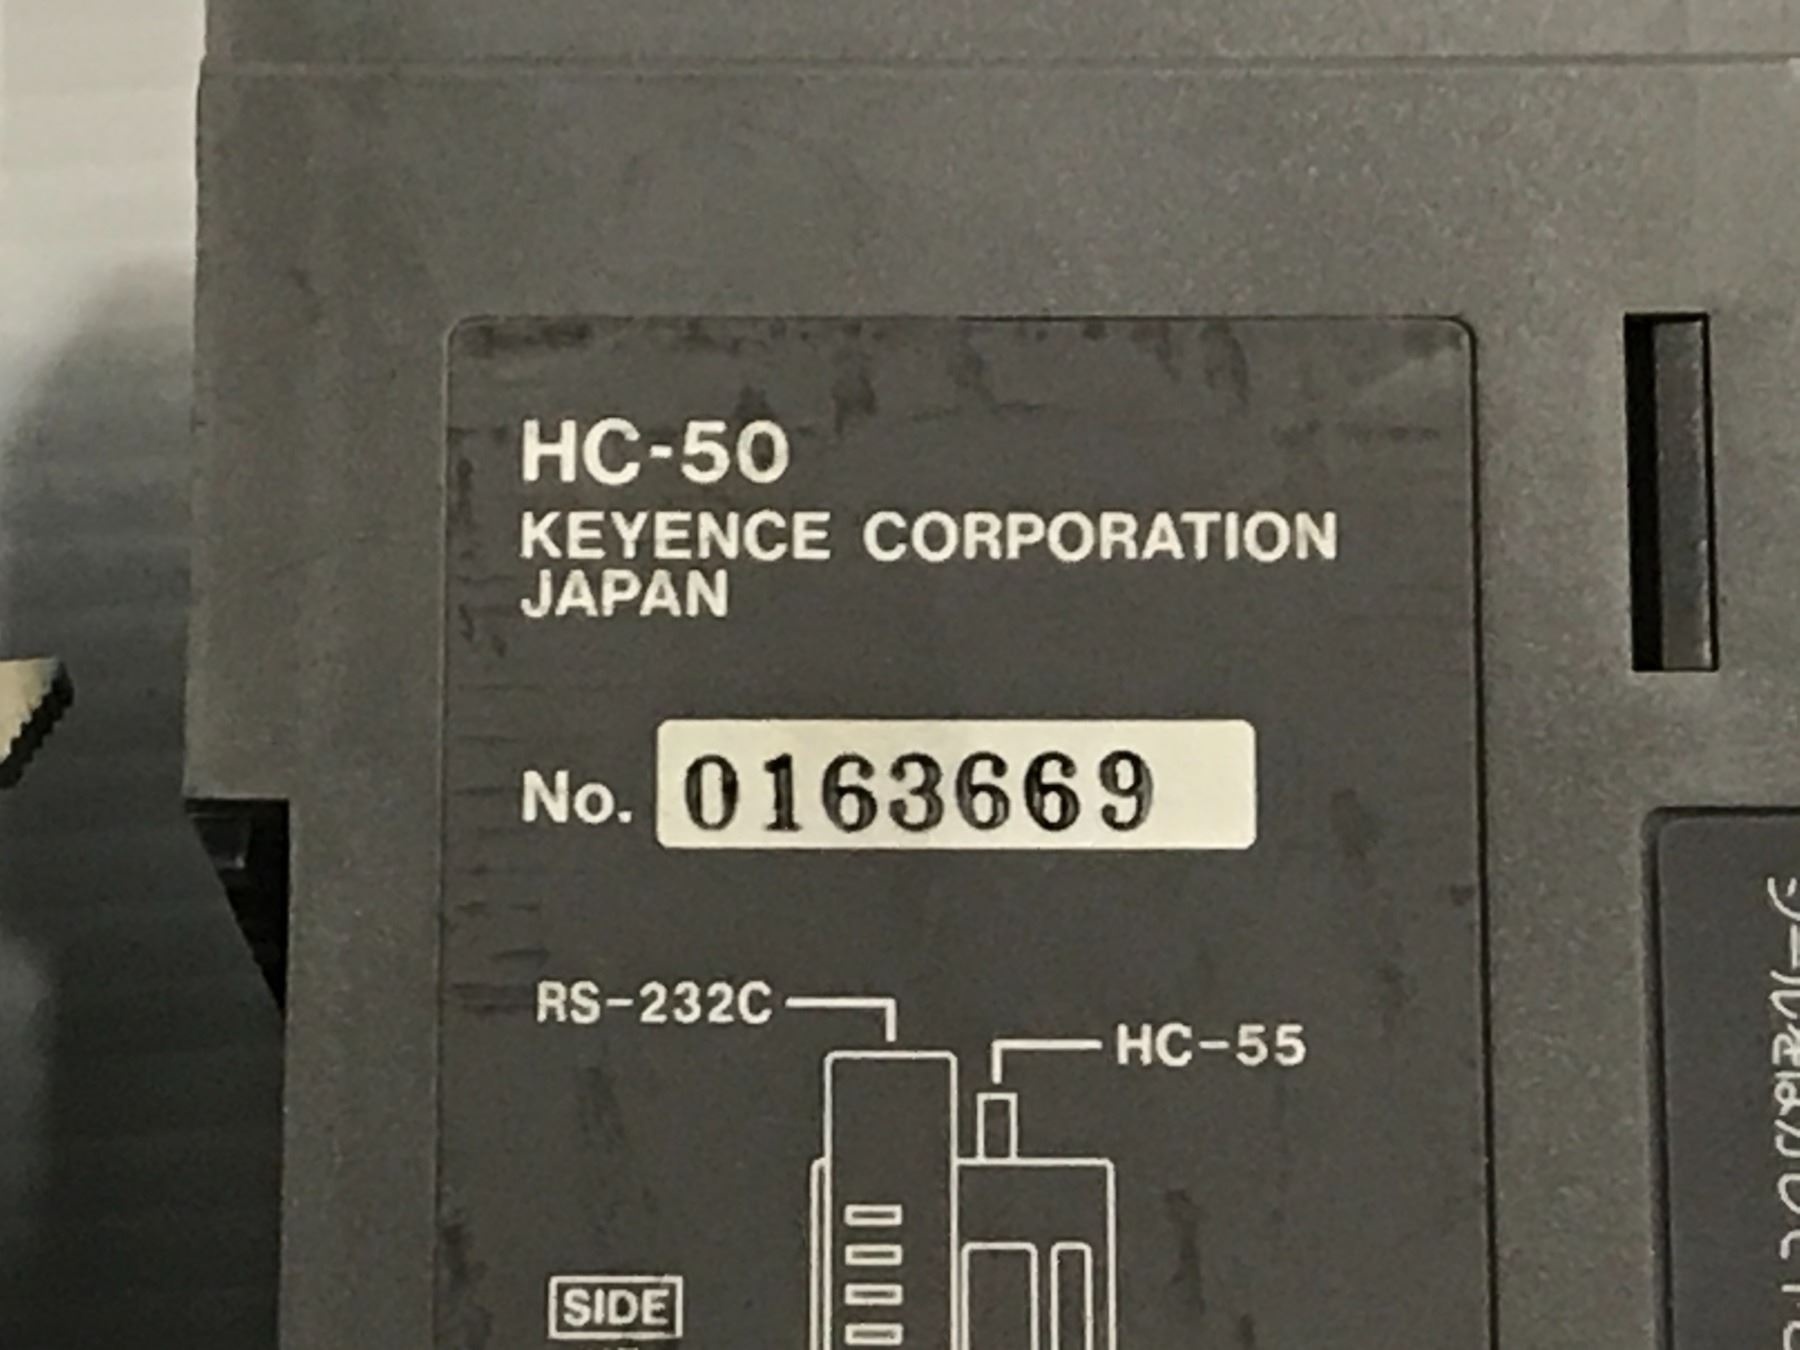 HC-50
KEYENCE CORPORATION
JAPAN
No. 0163669
RS-232C
HC-55
SIDE